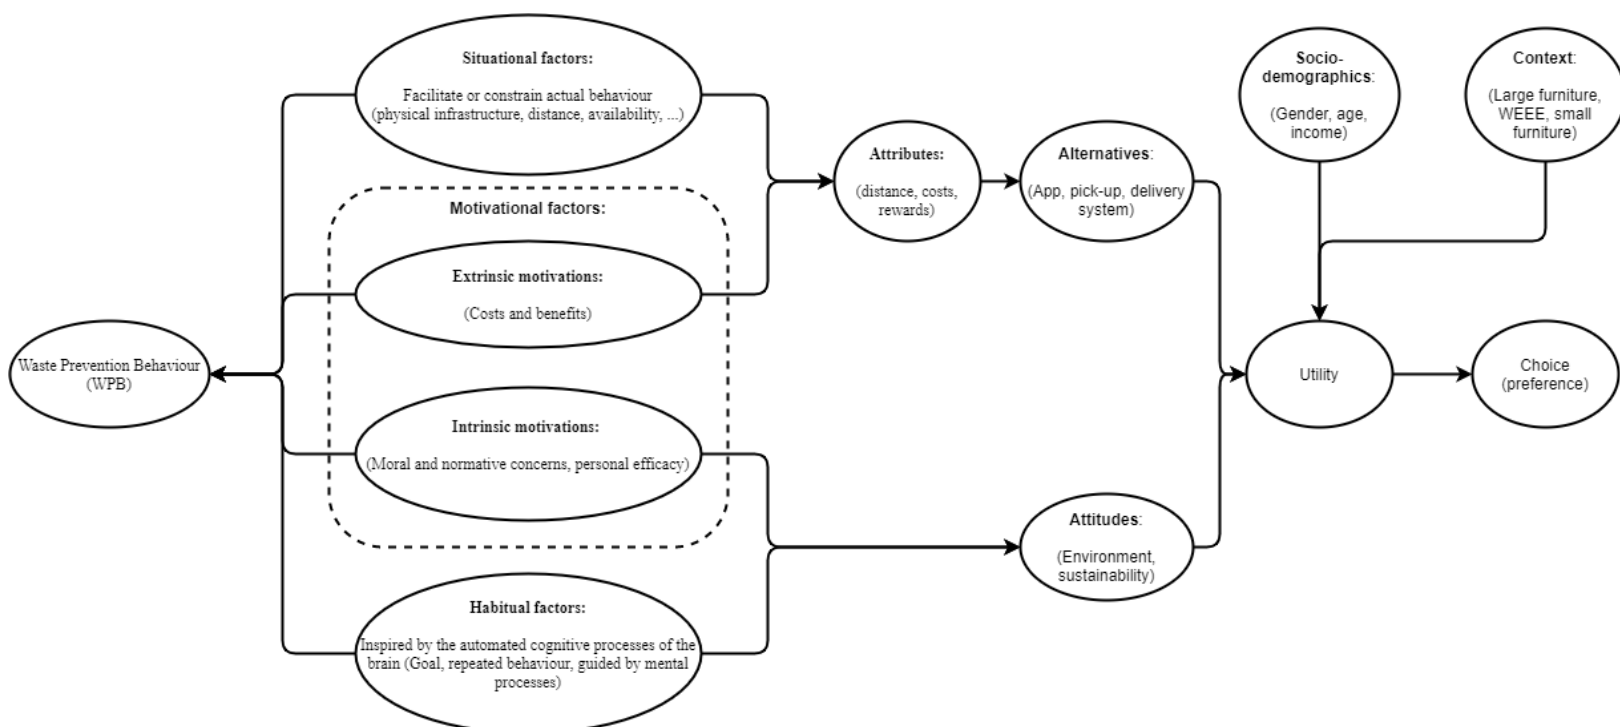 Situational factors:
Facilitate or constrain actual behaviour
(physical infrastructure, distance, availability, ...)
Motivational factors:
Extrinsic motivations:
(Costs and benefits)
Waste Prevention Behaviour
(WPB)
Intrinsic motivations:
(Moral and normative concerns, personal efficacy)
Habitual factors:
Inspired by the automated cognitive processes of the
brain (Goal, repeated behaviour, guided by mental
processes)
Attributes:
(distance, costs,
rewards)
Alternatives:
(App, pick-up, delivery
system)
Attitudes:
(Environment,
sustainability)
Socio-
demographics:
(Gender, age,
income)
Context:
(Large furniture,
WEEE, small
furniture)
Utility
Choice
(preference)